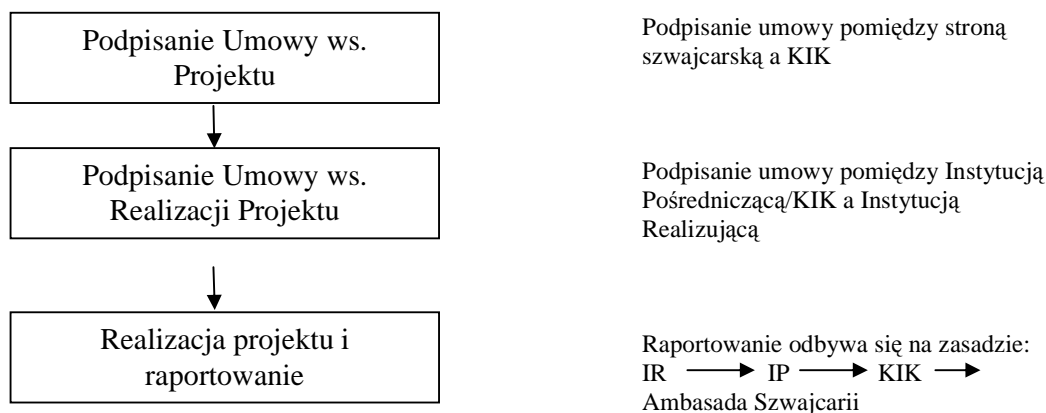 Podpisanie Umowy ws.
Projektu
Podpisanie umowy pomiędzy stroną
szwajcarską a KIK
Podpisanie Umowy ws.
Realizacji Projektu
Podpisanie umowy pomiędzy Instytucją
Pośredniczącą/KIK a Instytucją
Realizującą
Realizacja projektu i
raportowanie
Raportowanie odbywa się na zasadzie:
IR → IP → KIK →
Ambasada Szwajcarii